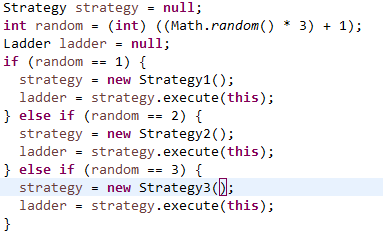 Strategy strategy = null;
int random = (int) ((Math.random() * 3) + 1);
Ladder ladder = null;
if (random == 1) {
  strategy = new Strategy1();
  ladder = strategy.execute(this);
} else if (random == 2) {
  strategy = new Strategy2();
  ladder = strategy.execute(this);
} else if (random == 3) {
  strategy = new Strategy3();
  ladder = strategy.execute(this);
}